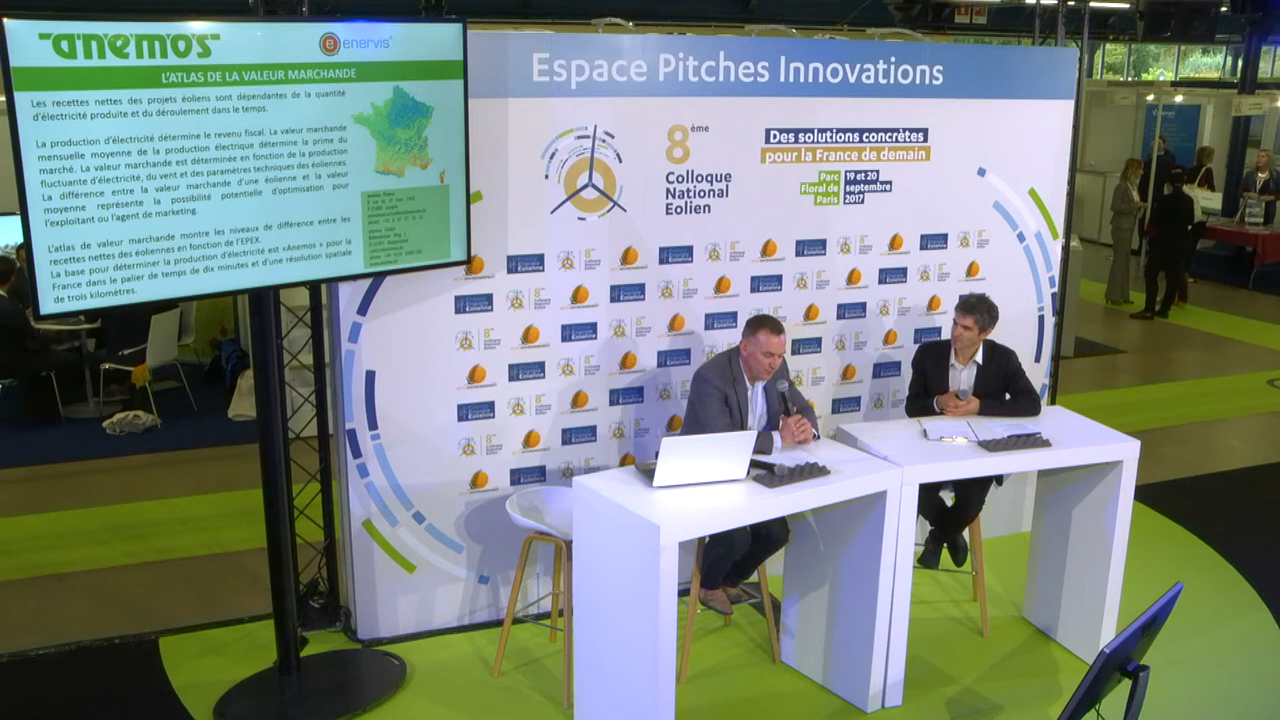 anemos
enervis
L'ATLAS DE LA VALEUR MARCHANDE
Les recettes nettes des projets éoliens sont dépendantes de la quantité
d'électricité produite et du déroulement dans le temps.
La production d'électricité détermine le revenu fiscal. La valeur marchande
mensuelle moyenne de la production électrique détermine la prime du
marché. La valeur marchande est déterminée en fonction de la production
fluctuante d'électricité, du vent et des paramètres techniques des éoliennes.
La différence entre la valeur marchande d'une éolienne et la valeur
moyenne représente la possibilité potentielle d'optimisation pour
l'exploitant ou l'agent de marketing.
L'atlas de valeur marchande montre les niveaux de différence entre les
recettes nettes des éoliennes en fonction de l'EPEX.
La base pour déterminer la production d'électricité est «Anemos » pour la
France dans le palier de temps de dix minutes et d'une résolution spatiale
de trois kilomètres.
Espace Pitches Innovations
8ème
Colloque
National
Eolien
Des solutions concrètes
pour la France de demain
Parc
Floral de
Paris
19 et 20
septembre
2017